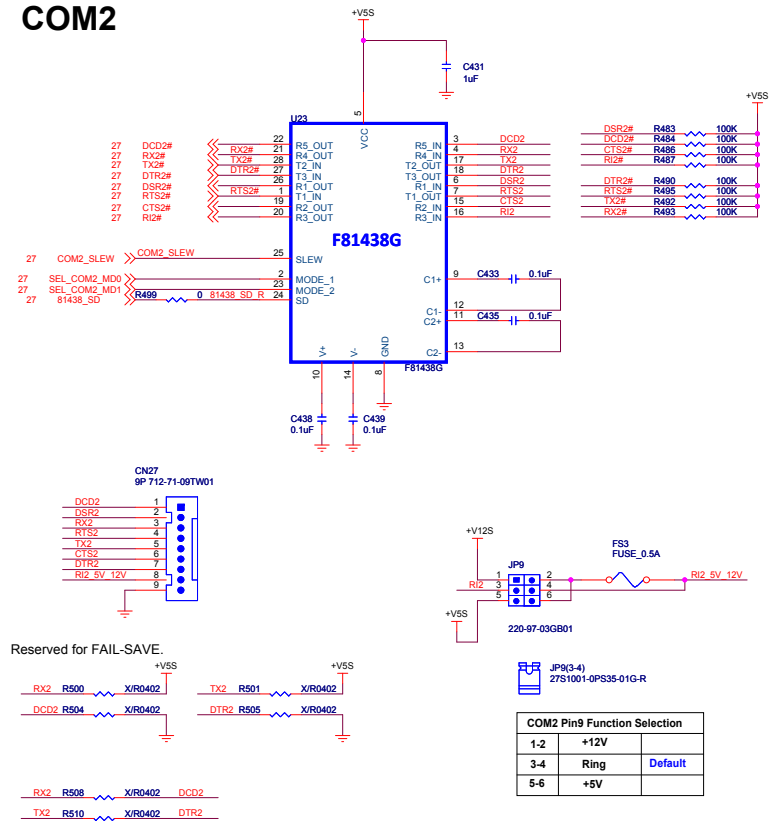 COM2
+V5S
C431
1uF
+V5S
U23
5
VCC
27 DCD2# 22 R5_OUT
27 RX2# RX2# 21 R4_OUT
27 TX2# TX2# 28 T2_IN
27 DTR2# DTR2# 27 T3_IN
27 DSR2# 26 R1_OUT
27 RTS2# RTS2# 1 T1_IN
27 CTS2# 19 R2_OUT
27 RI2# 20 R3_OUT
R5_IN 3 DCD2
R4_IN 4 RX2
T2_OUT 17 TX2
T3_OUT 18 DTR2
R1_IN 6 DSR2
T1_OUT 7 RTS2
R2_IN 15 CTS2
R3_IN 16 RI2
DSR2# R483 100K
DCD2# R484 100K
CTS2# R486 100K
RI2# R487 100K
DTR2# R490 100K
RTS2# R495 100K
TX2# R492 100K
RX2# R493 100K
F81438G
27 COM2_SLEW COM2_SLEW 25 SLEW
27 SEL_COM2_MD0 2 MODE_1
27 SEL_COM2_MD1 23 MODE_2
27 81438_SD R499 0 81438_SD_R 24 SD
C1+ 9 C433 0.1uF
C1- 12
C2+ 11 C435 0.1uF
C2- 13
V+ V- GND
F81438G
10 14 8
C438
0.1uF
C439
0.1uF
CN27
9P 712-71-09TW01
DCD2 1
DSR2 2
RX2 3
RTS2 4
TX2 5
CTS2 6
DTR2 7
RI2_5V_12V 8
9
+V12S
JP9
FS3
FUSE_0.5A
1 2
RI2 3 4
5 6
RI2_5V_12V
+V5S
220-97-03GB01
JP9(3-4)
27S1001-0PS35-01G-R
Reserved for FAIL-SAVE.
+V5S
+V5S
RX2 R500 X/R0402
TX2 R501 X/R0402
DCD2 R504 X/R0402
DTR2 R505 X/R0402
RX2 R508 X/R0402 DCD2
TX2 R510 X/R0402 DTR2
COM2 Pin9 Function Selection
1-2 +12V
3-4 Ring Default
5-6 +5V